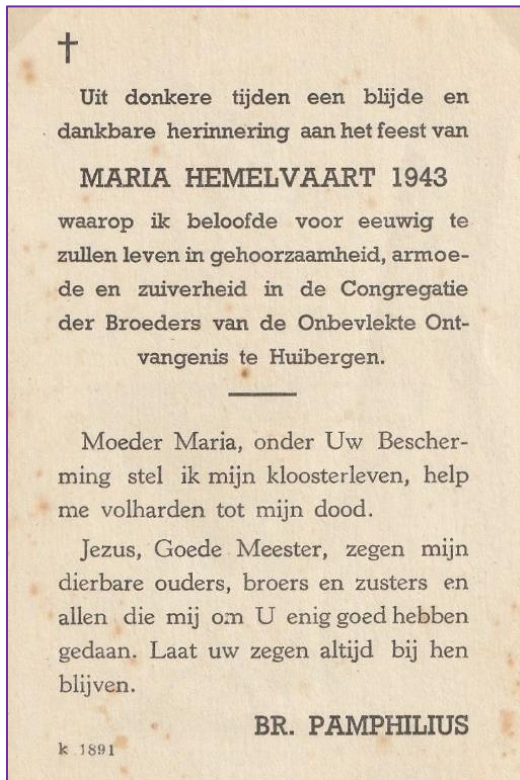 †
Uit donkere tijden een blijde en
dankbare herinnering aan het feest van
MARIA HEMELVAART 1943
waarop ik beloofde voor eeuwig te
zullen leven in gehoorzaamheid, armoe-
de en zuiverheid in de Congregatie
der Broeders van de Onbevlekte Ont-
vangenis te Huibergen.
Moeder Maria, onder Uw Bescher-
ming stel ik mijn kloosterleven, help
me volharden tot mijn dood.
Jezus, Goede Meester, zegen mijn
dierbare ouders, broers en zusters en
allen die mij om U enig goed hebben
gedaan. Laat uw zegen altijd bij hen
blijven.
BR. PAMPHILIUS
k 1891